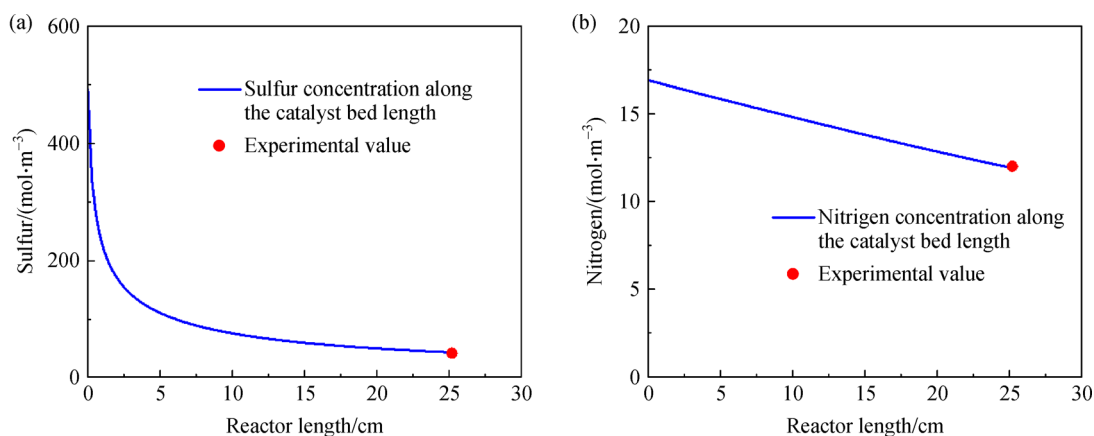 (a)
600
400
200
0
Sulfur/(mol·m⁻³)
Sulfur concentration along
the catalyst bed length
Experimental value
0 5 10 15 20 25 30
Reactor length/cm
(b)
20
15
10
5
0
Nitrogen/(mol·m⁻³)
Nitrigen concentration along
the catalyst bed length
Experimental value
0 5 10 15 20 25 30
Reactor length/cm